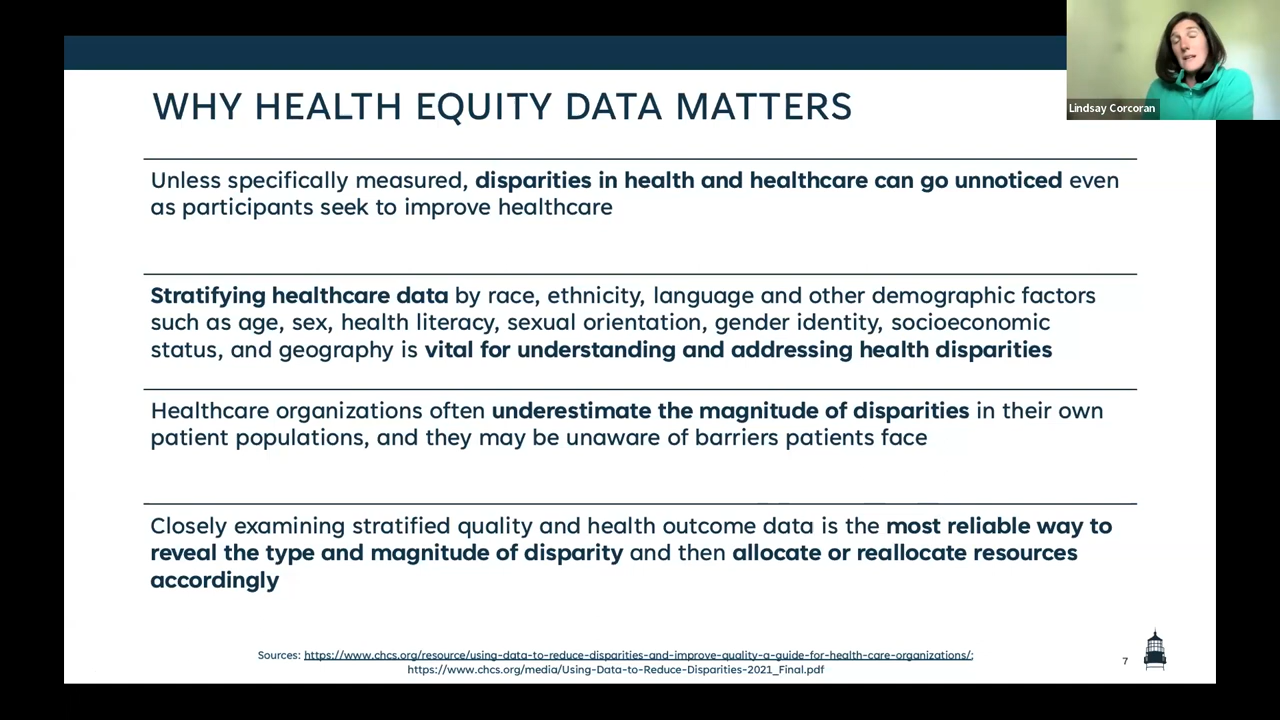 WHY HEALTH EQUITY DATA MATTERS
Lindsay Corcoran
Unless specifically measured, disparities in health and healthcare can go unnoticed even
as participants seek to improve healthcare
Stratifying healthcare data by race, ethnicity, language and other demographic factors
such as age, sex, health literacy, sexual orientation, gender identity, socioeconomic
status, and geography is vital for understanding and addressing health disparities
Healthcare organizations often underestimate the magnitude of disparities in their own
patient populations, and they may be unaware of barriers patients face
Closely examining stratified quality and health outcome data is the most reliable way to
reveal the type and magnitude of disparity and then allocate or reallocate resources
accordingly
Sources: https://www.chcs.org/resource/using-data-to-reduce-disparities-and-improve-quality-a-guide-for-health-care-organizations/;
https://www.chcs.org/media/Using-Data-to-Reduce-Disparities-2021_Final.pdf
7